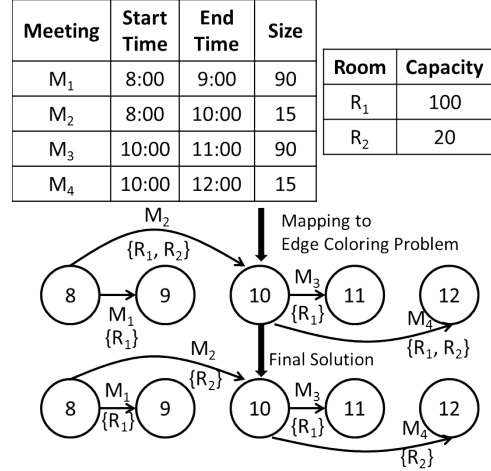 Meeting Start Time End Time Size
M₁ 8:00 9:00 90
M₂ 8:00 10:00 15
M₃ 10:00 11:00 90
M₄ 10:00 12:00 15
Room Capacity
R₁ 100
R₂ 20
Mapping to
Edge Coloring Problem
M₂
{R₁, R₂}
8 9 10 11 12
M₁
{R₁}
M₃
{R₁}
M₄
{R₁, R₂}
Final Solution
M₂
{R₂}
8 9 10 11 12
M₁
{R₁}
M₃
{R₁}
M₄
{R₂}